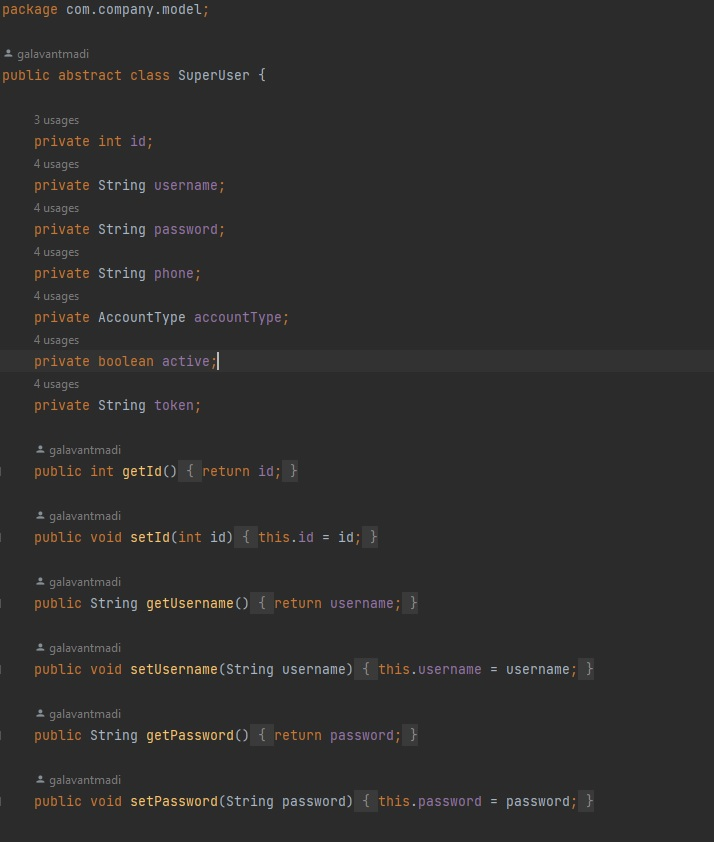 package com.company.model;
galavantmadi
public abstract class SuperUser {
3 usages
private int id;
4 usages
private String username;
4 usages
private String password;
4 usages
private String phone;
4 usages
private AccountType accountType;
4 usages
private boolean active;
4 usages
private String token;
galavantmadi
public int getId() { return id; }
galavantmadi
public void setId(int id) { this.id = id; }
galavantmadi
public String getUsername() { return username; }
galavantmadi
public void setUsername(String username) { this.username = username; }
galavantmadi
public String getPassword() { return password; }
galavantmadi
public void setPassword(String password) { this.password = password; }